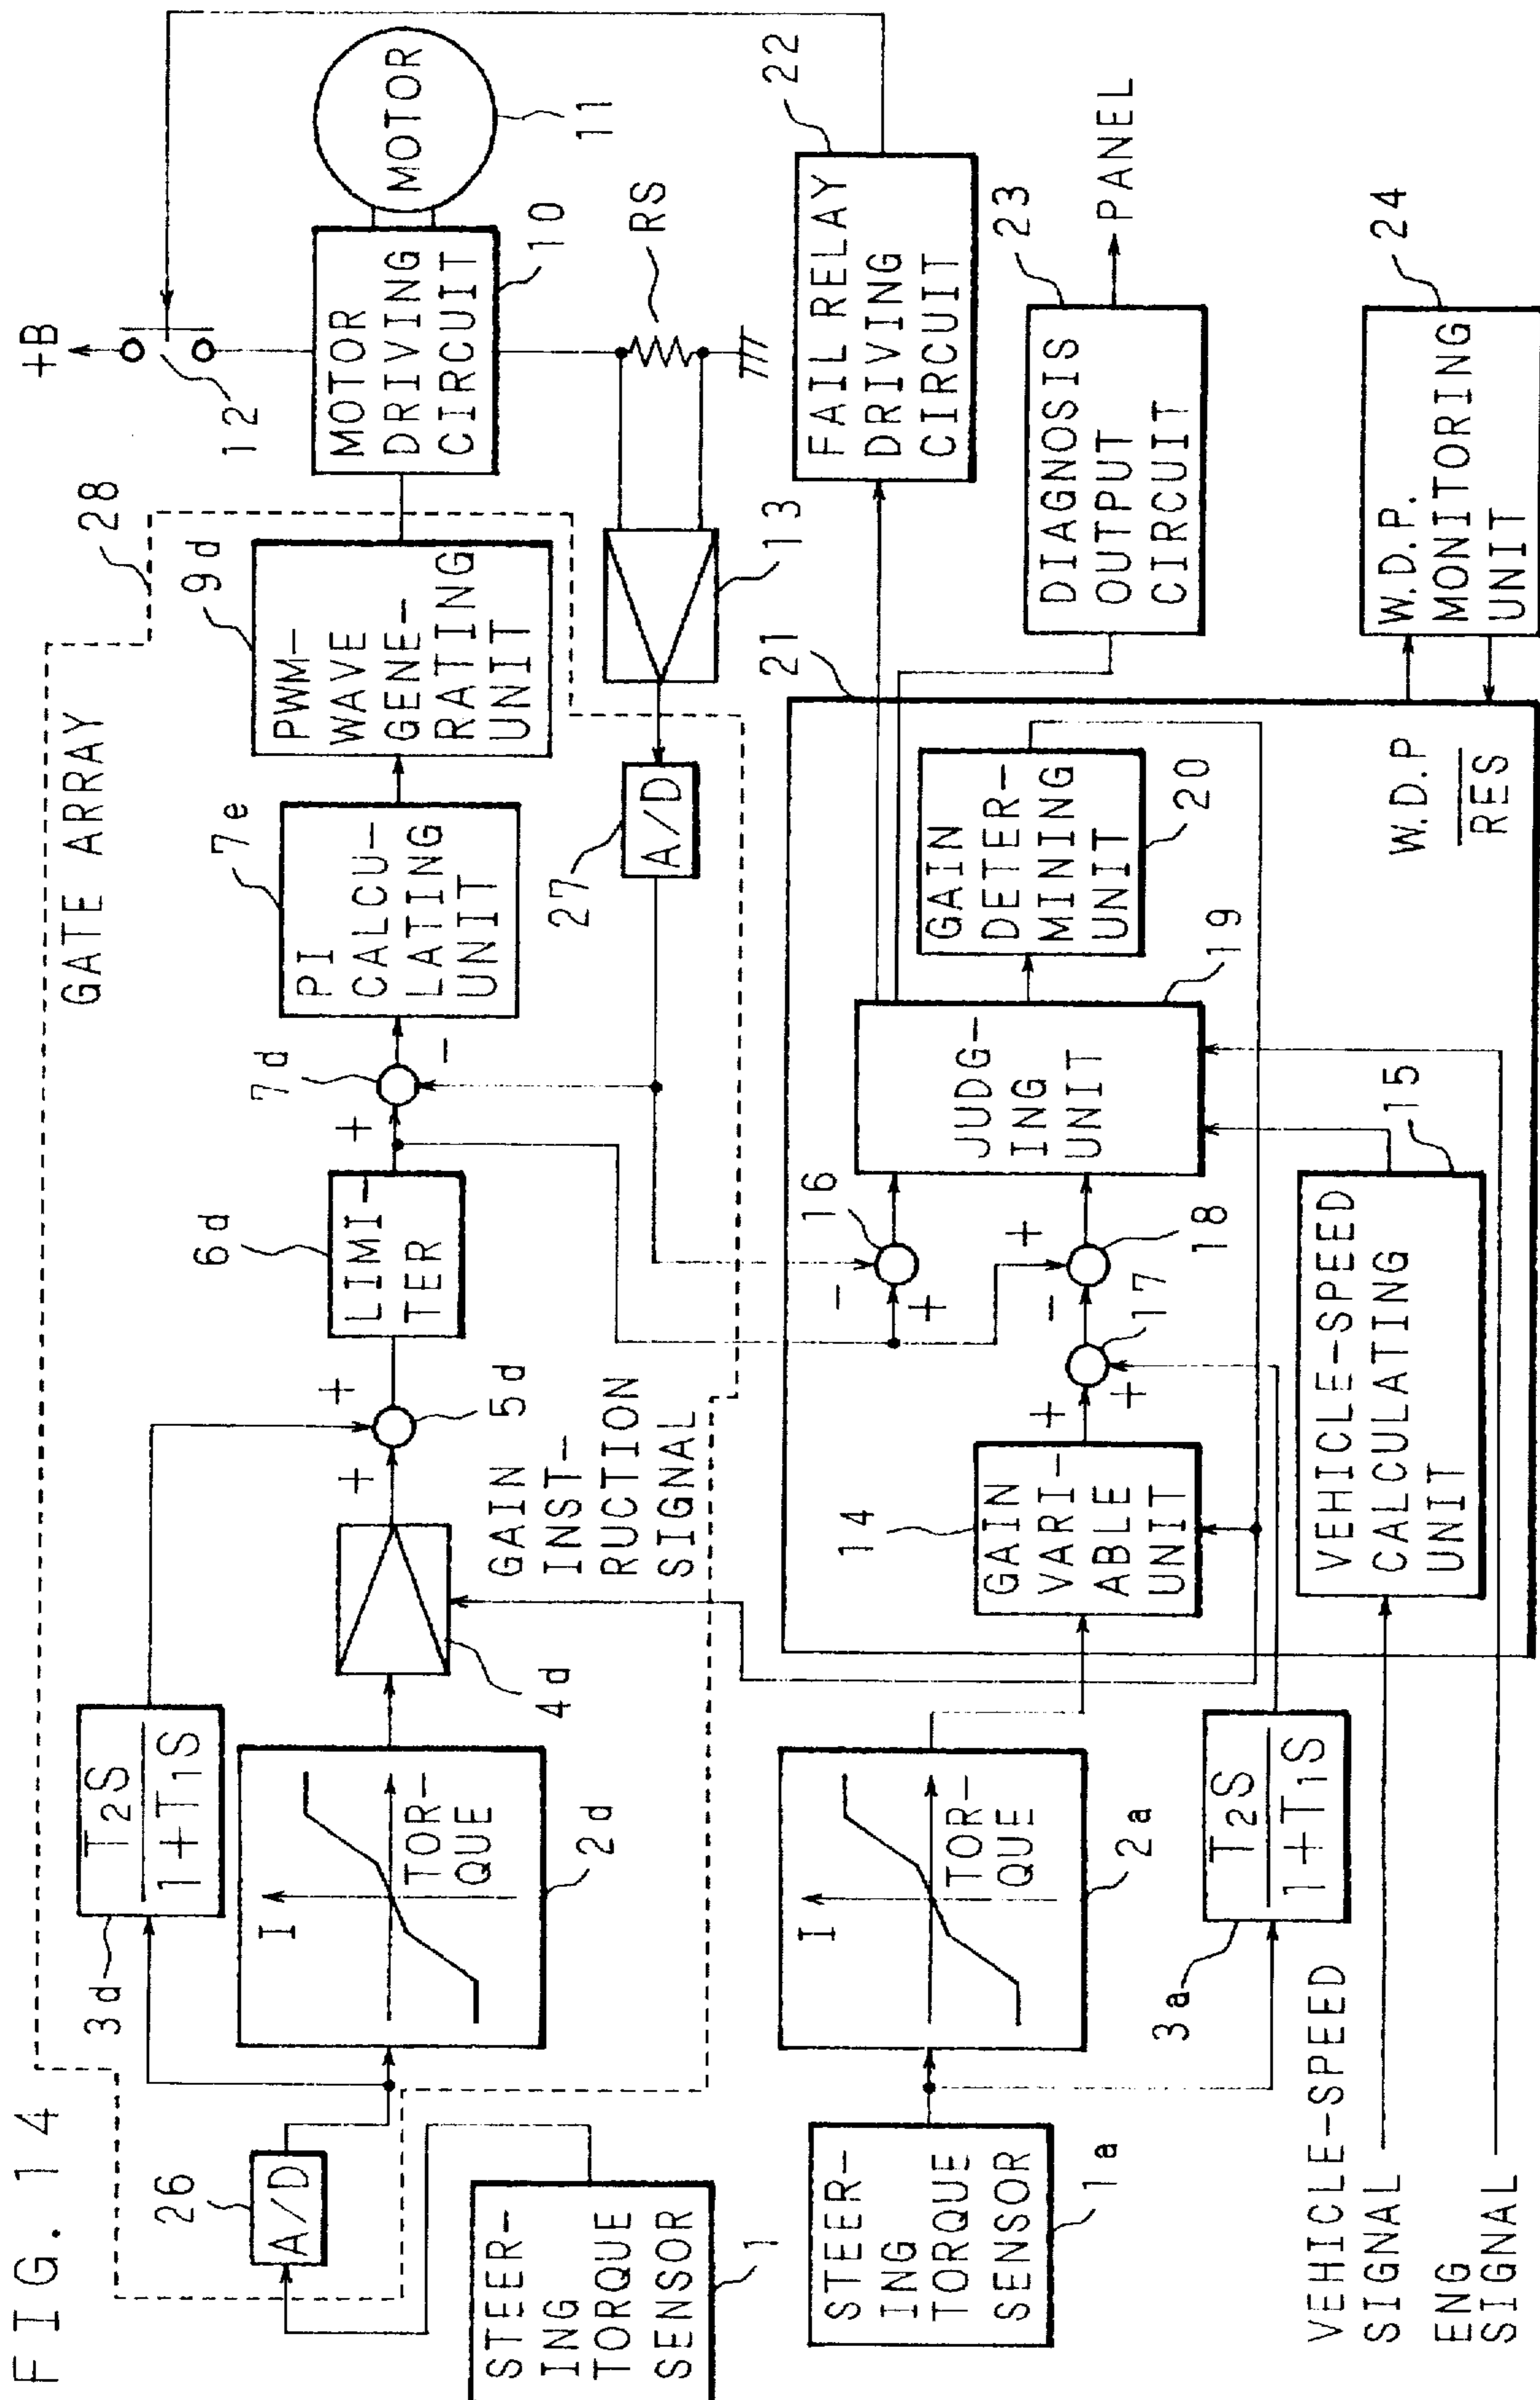 FIG. 14
GATE ARRAY
28
+B
12
26
A/D
3d
T2S
1+T1S
I
TOR-
QUE
2d
4d
GAIN
INST-
RUCTION
SIGNAL
+
+
5d
6d
LIMI-
TER
+
-
7d
7e
PI
CALCU-
LATING
UNIT
9d
PWM-
WAVE
GENE-
RATING
UNIT
MOTOR
DRIVING
CIRCUIT
10
MOTOR
11
RS
13
27
A/D
STEER-
ING
TORQUE
SENSOR
1
STEER-
ING
TORQUE
SENSOR
1a
I
TOR-
QUE
2a
3a
T2S
1+T1S
14
GAIN
VARI-
ABLE
UNIT
+
+
17
-
+
18
-
+
16
JUDG-
ING
UNIT
19
GAIN
DETER-
MINING
UNIT
20
21
FAIL RELAY
DRIVING
CIRCUIT
22
DIAGNOSIS
OUTPUT
CIRCUIT
23
PANEL
W.D.P.
MONITORING
UNIT
24
W.D.P
RES
VEHICLE-SPEED
CALCULATING
UNIT
15
VEHICLE-SPEED
SIGNAL
ENG
SIGNAL